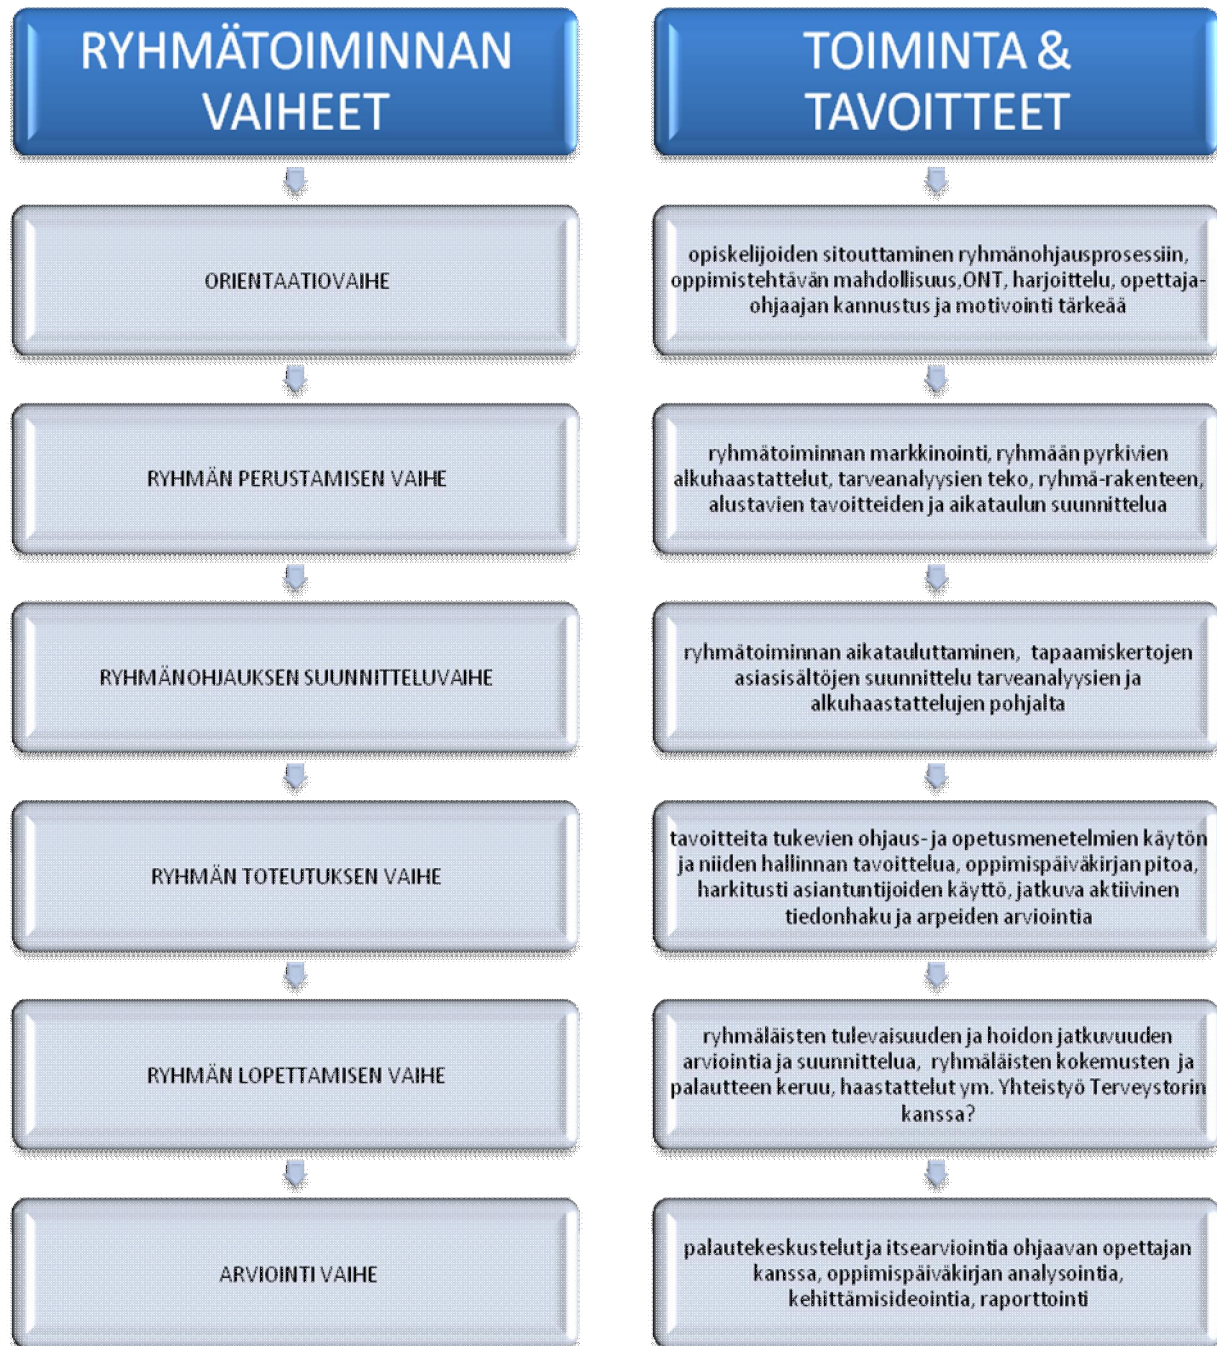 RYHMÄTOIMINNAN
VAIHEET
TOIMINTA &
TAVOITTEET
ORIENTAATIOVAIHE
opiskelijoiden sitouttaminen ryhmänohjausprosessiin,
oppimistehtävän mahdollisuus,ONT, harjoittelu, opettaja-
ohjaajan kannustus ja motivointi tärkeää
RYHMÄN PERUSTAMISEN VAIHE
ryhmätoiminnan markkinointi, ryhmään pyrkivien
alkuhaastattelut, tarveanalyysien teko, ryhmä-rakenteen,
alustavien tavoitteiden ja aikataulun suunnittelua
RYHMÄNOHJAUKSEN SUUNNITTELUVAIHE
ryhmätoiminnan aikatauluttaminen, tapaamiskertojen
asiasisältöjen suunnittelu tarveanalyysien ja
alkuhaastattelujen pohjalta
RYHMÄN TOTEUTUKSEN VAIHE
tavoitteita tukevien ohjaus- ja opetusmenetelmien käytön
ja niiden hallinnan tavoittelua, oppimispäiväkirjan pitoa,
harkitusti asiantuntijoiden käyttö, jatkuva aktiivinen
tiedonhaku ja arpeiden arviointia
RYHMÄN LOPETTAMISEN VAIHE
ryhmäläisten tulevaisuuden ja hoidon jatkuvuuden
arviointia ja suunnittelua, ryhmäläisten kokemusten ja
palautteen keruu, haastattelut ym. Yhteistyö Terveystorin
kanssa?
ARVIOINTI VAIHE
palautekeskustelut ja itsearviointia ohjaavan opettajan
kanssa, oppimispäiväkirjan analysointia,
kehittämisideointia, raporttointi